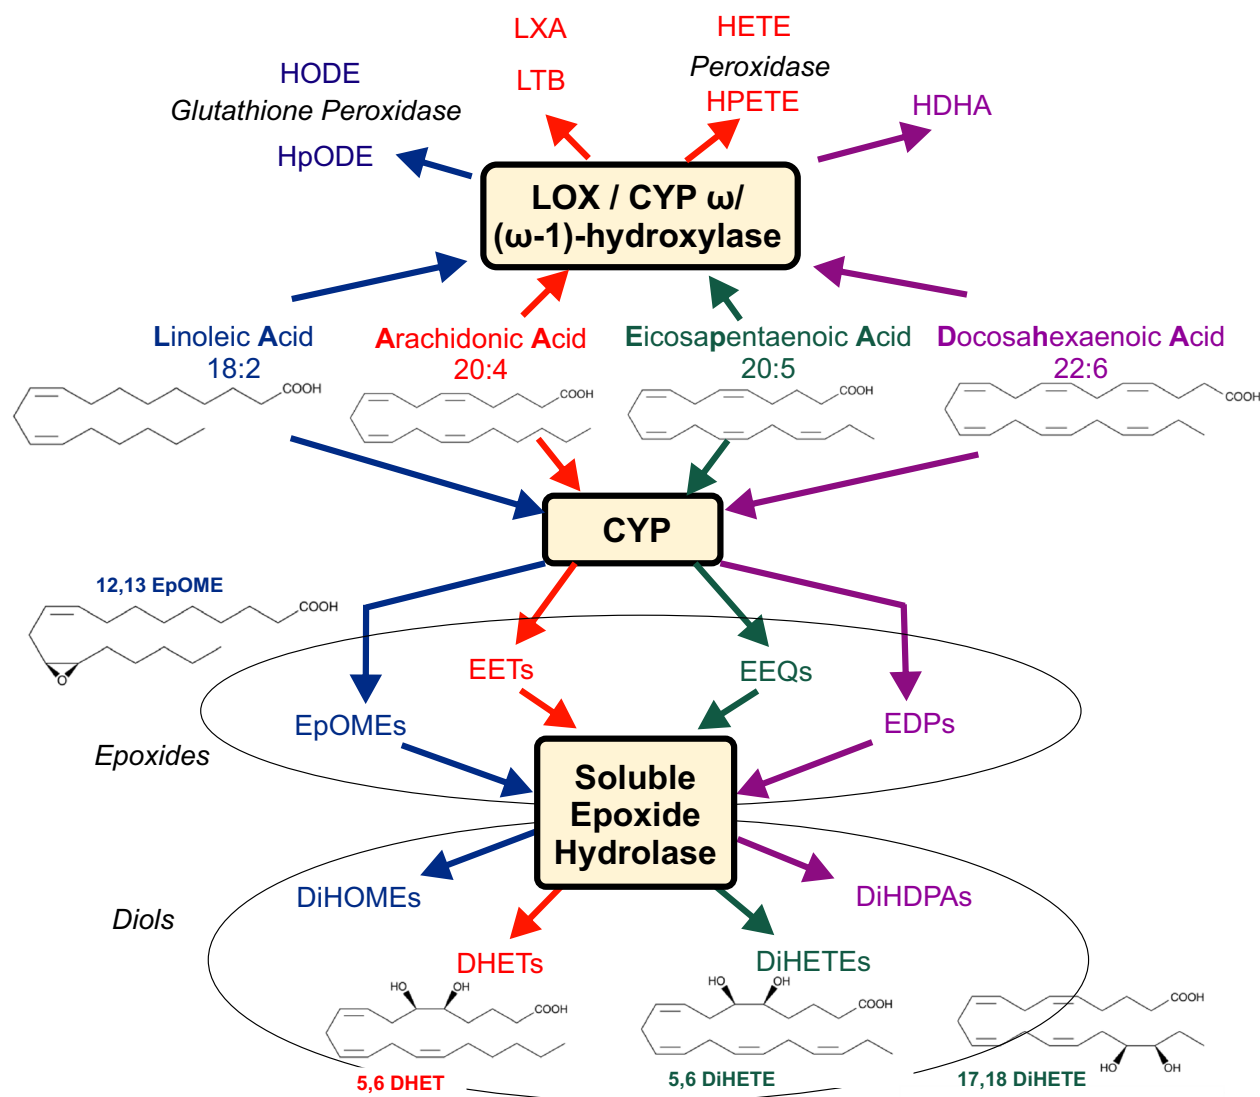 LXA
HETE
HODE
Peroxidase
LTB
Glutathione Peroxidase
HPETE
HDHA
HpODE
LOX / CYP ω/
(ω-1)-hydroxylase
Linoleic Acid
18:2
Arachidonic Acid
20:4
Eicosapentaenoic Acid
20:5
Docosahexaenoic Acid
22:6
COOH
COOH
COOH
COOH
CYP
12,13 EpOME
COOH
O
EETs
EEQs
EpOMEs
EDPs
Epoxides
Soluble
Epoxide
Hydrolase
DiHOMEs
DiHDPAs
Diols
DHETs
DiHETEs
HO
OH
COOH
HO
OH
COOH
COOH
HO
OH
5,6 DHET
5,6 DiHETE
17,18 DiHETE